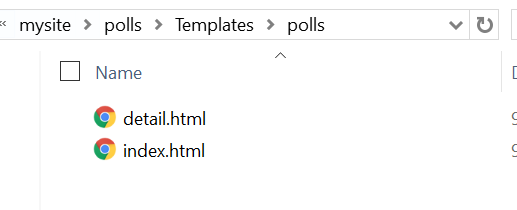 « mysite > polls > Templates > polls
Name
detail.html
index.html